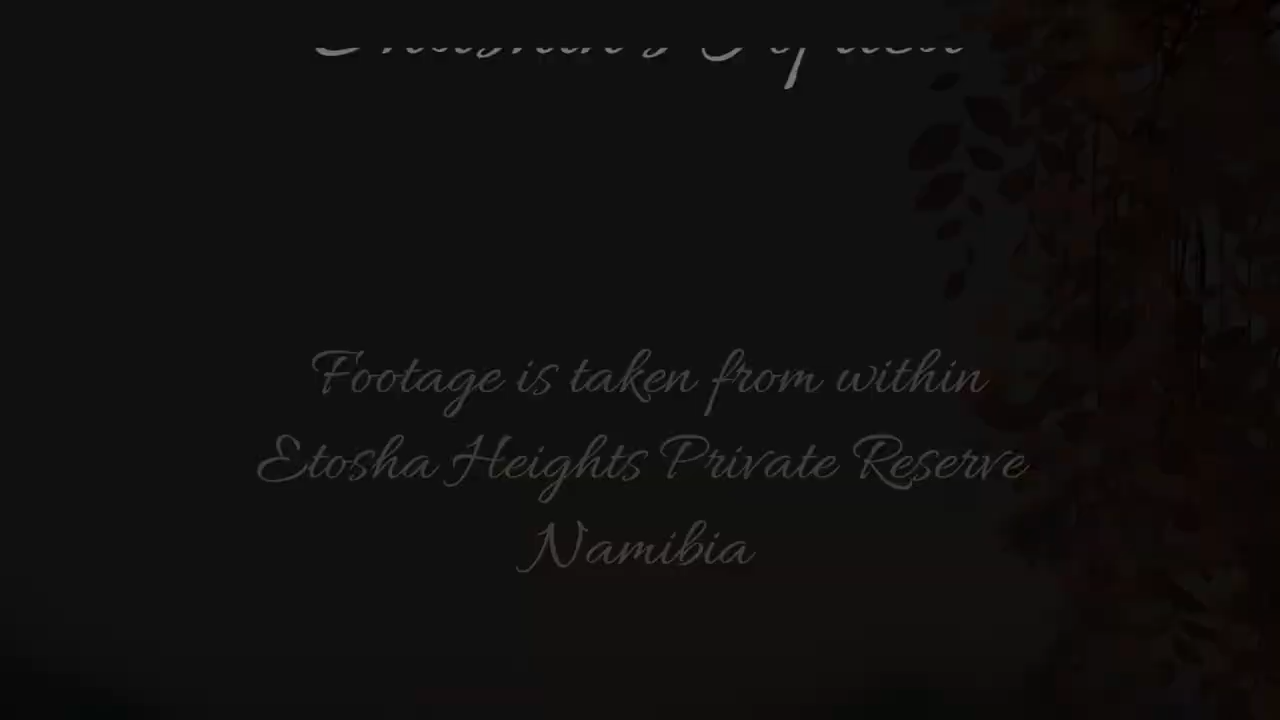 Footage is taken from within
Etosha Heights Private Reserve
Namibia